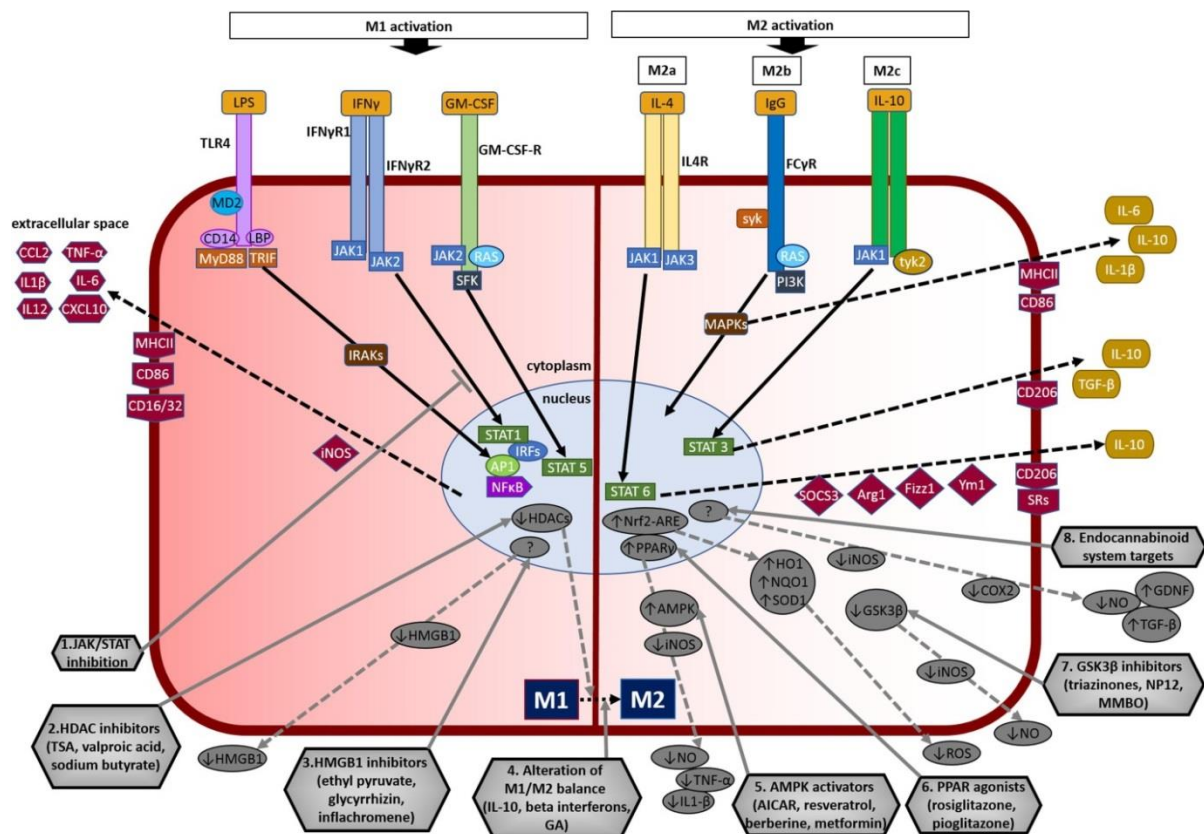 M1 activation
M2 activation
M2a
M2b
M2c
LPS
IFNγ
GM-CSF
IL-4
IgG
IL-10
TLR4
IFNγR1
IFNγR2
GM-CSF-R
IL4R
FCγR
MD2
CD14
LBP
MyD88
TRIF
JAK1
JAK2
JAK2
RAS
SFK
JAK1
JAK3
syk
RAS
PI3K
JAK1
tyk2
extracellular space
CCL2
TNF-α
IL1β
IL-6
IL12
CXCL10
MHCII
CD86
CD16/32
IRAKs
MAPKs
cytoplasm
nucleus
iNOS
STAT1
IRFs
AP1
NFκB
STAT 5
STAT 3
STAT 6
IL-6
IL-10
IL-1β
MHCII
CD86
IL-10
TGF-β
CD206
IL-10
CD206
SRs
SOCS3
Arg1
Fizz1
Ym1
↓HDACs
?
↑Nrf2-ARE
↑PPARγ
?
↓HMGB1
↓HMGB1
↑AMPK
↓iNOS
↑HO1
↑NQO1
↑SOD1
↓iNOS
↓GSK3β
↓COX2
↓NO
↑GDNF
↑TGF-β
↓iNOS
↓NO
↓ROS
↓NO
↓TNF-α
↓IL1-β
M1
M2
1.JAK/STAT
inhibition
2.HDAC inhibitors
(TSA, valproic acid,
sodium butyrate)
3.HMGB1 inhibitors
(ethyl pyruvate,
glycyrrhizin,
inflachromene)
4. Alteration of
M1/M2 balance
(IL-10, beta interferons,
GA)
5. AMPK activators
(AICAR, resveratrol,
berberine, metformin)
6. PPAR agonists
(rosiglitazone,
pioglitazone)
7. GSK3β inhibitors
(triazinones, NP12,
MMBO)
8. Endocannabinoid
system targets